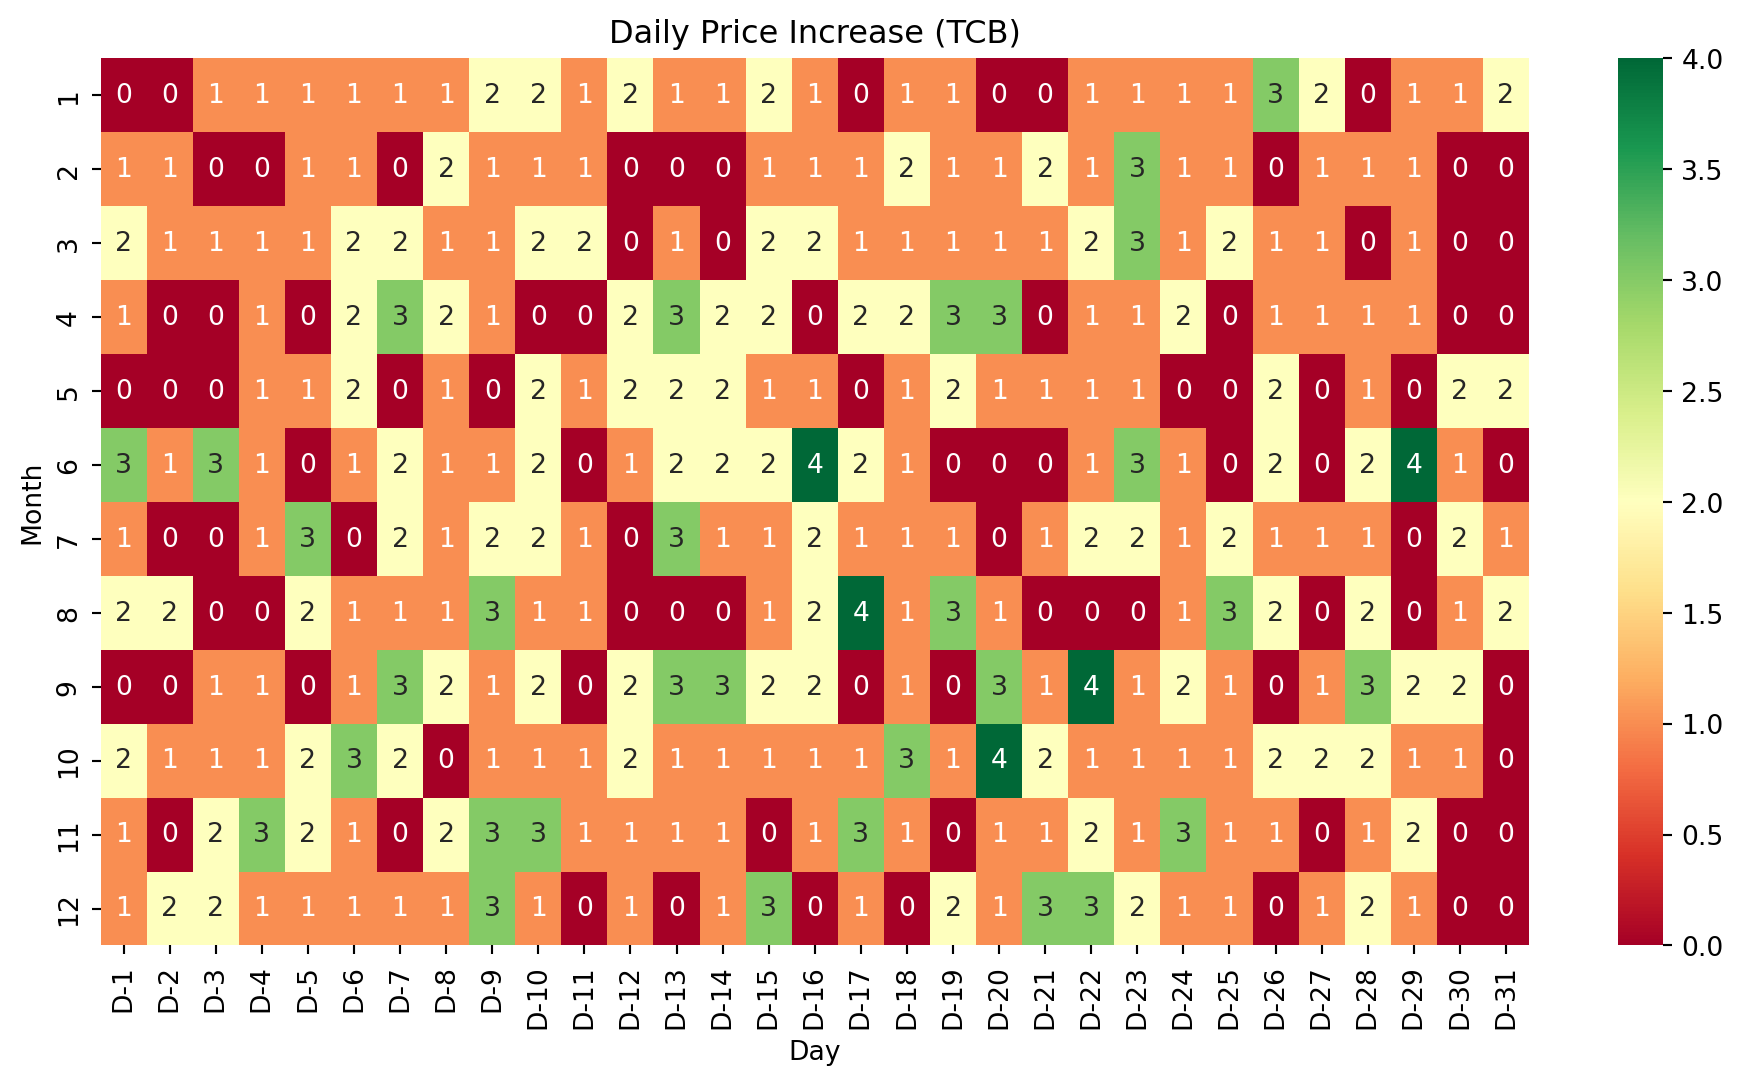 Daily Price Increase (TCB)
1 0 0 1 1 1 1 1 1 2 2 1 2 1 1 2 1 0 1 1 0 0 1 1 1 1 3 2 0 1 1 2
2 1 1 0 0 1 1 0 2 1 1 1 0 0 0 1 1 1 2 1 1 2 1 3 1 1 0 1 1 1 0 0
3 2 1 1 1 1 2 2 1 1 2 2 0 1 0 2 2 1 1 1 1 1 2 3 1 2 1 1 0 1 0 0
4 1 0 0 1 0 2 3 2 1 0 0 2 3 2 2 0 2 2 3 3 0 1 1 2 0 1 1 1 1 0 0
5 0 0 0 1 1 2 0 1 0 2 1 2 2 2 1 1 0 1 2 1 1 1 1 0 0 2 0 1 0 2 2
6 3 1 3 1 0 1 2 1 1 2 0 1 2 2 2 4 2 1 0 0 0 1 3 1 0 2 0 2 4 1 0
7 1 0 0 1 3 0 2 1 2 2 1 0 3 1 1 2 1 1 1 0 1 2 2 1 2 1 1 1 0 2 1
8 2 2 0 0 2 1 1 1 3 1 1 0 0 0 1 2 4 1 3 1 0 0 0 1 3 2 0 2 0 1 2
9 0 0 1 1 0 1 3 2 1 2 0 2 3 3 2 2 0 1 0 3 1 4 1 2 1 0 1 3 2 2 0
10 2 1 1 1 2 3 2 0 1 1 1 2 1 1 1 1 1 3 1 4 2 1 1 1 1 2 2 2 1 1 0
11 1 0 2 3 2 1 0 2 3 3 1 1 1 1 0 1 3 1 0 1 1 2 1 3 1 1 0 1 2 0 0
12 1 2 2 1 1 1 1 1 3 1 0 1 0 1 3 0 1 0 2 1 3 3 2 1 1 0 1 2 1 0 0
Month
D-1 D-2 D-3 D-4 D-5 D-6 D-7 D-8 D-9 D-10 D-11 D-12 D-13 D-14 D-15 D-16 D-17 D-18 D-19 D-20 D-21 D-22 D-23 D-24 D-25 D-26 D-27 D-28 D-29 D-30 D-31
Day
4.0
3.5
3.0
2.5
2.0
1.5
1.0
0.5
0.0